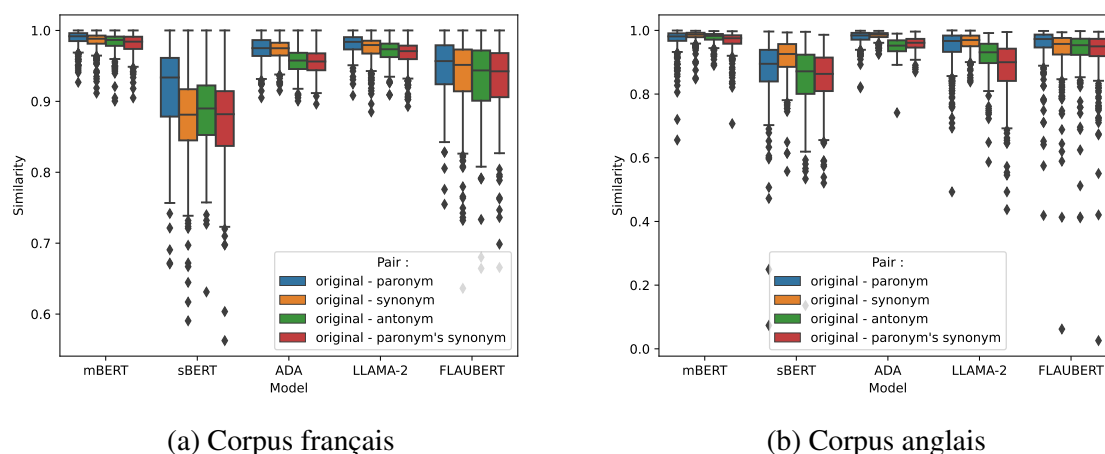 1.0
0.9
0.8
0.7
0.6
Similarity
Pair :
original - paronym
original - synonym
original - antonym
original - paronym's synonym
mBERT
sBERT
ADA
LLAMA-2
FLAUBERT
Model
(a) Corpus français
1.0
0.8
0.6
0.4
0.2
0.0
Similarity
Pair :
original - paronym
original - synonym
original - antonym
original - paronym's synonym
mBERT
sBERT
ADA
LLAMA-2
FLAUBERT
Model
(b) Corpus anglais